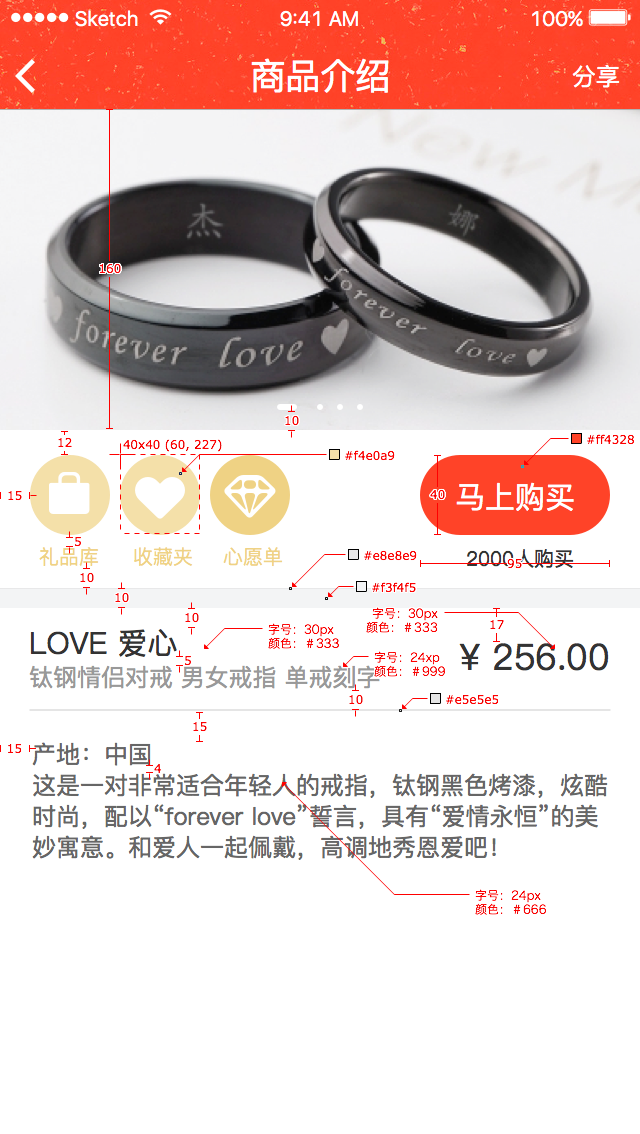 Sketch 9:41 AM 100%
商品介绍 分享
Now M
杰 娜
160
forever love
forever love
10
12 40x40 (60, 227) #f4e0a9 #ff4328
15 40 马上购买
5
礼品库 收藏夹 心愿单 #e8e8e9 2000人购买
95
10
10 #f3f4f5
10 字号：30px 字号：30px
颜色：#333 颜色：#333 17
LOVE 爱心 ¥ 256.00
5 字号：24xp
颜色：#999
钛钢情侣对戒 男女戒指 单戒刻字
10 #e5e5e5
15
15 产地：中国
4
这是一对非常适合年轻人的戒指，钛钢黑色烤漆，炫酷
时尚，配以“forever love”誓言，具有“爱情永恒”的美
妙寓意。和爱人一起佩戴，高调地秀恩爱吧！
字号：24px
颜色：#666